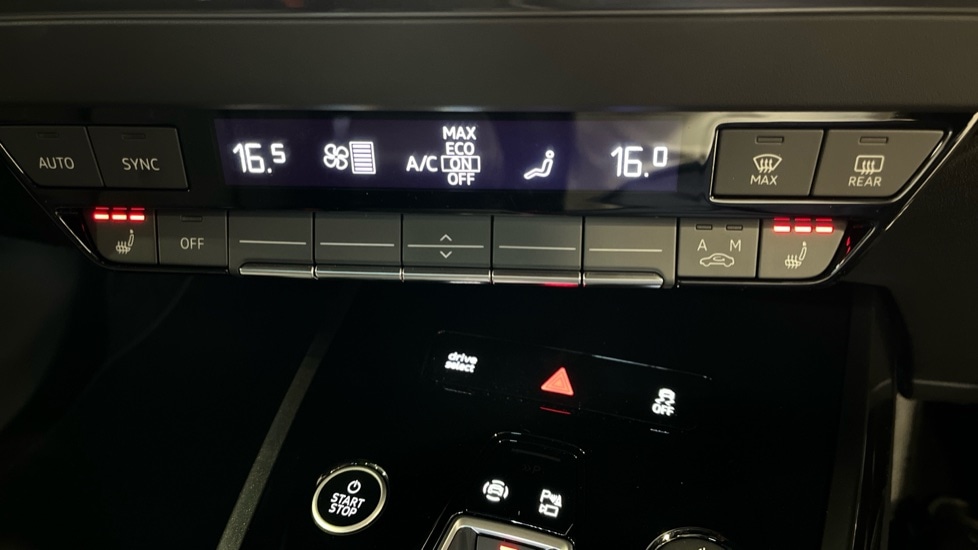 AUTO
SYNC
16.5
MAX
ECO
A/C ON
OFF
16.0
MAX
REAR
OFF
A M
drive
select
OFF
START
STOP